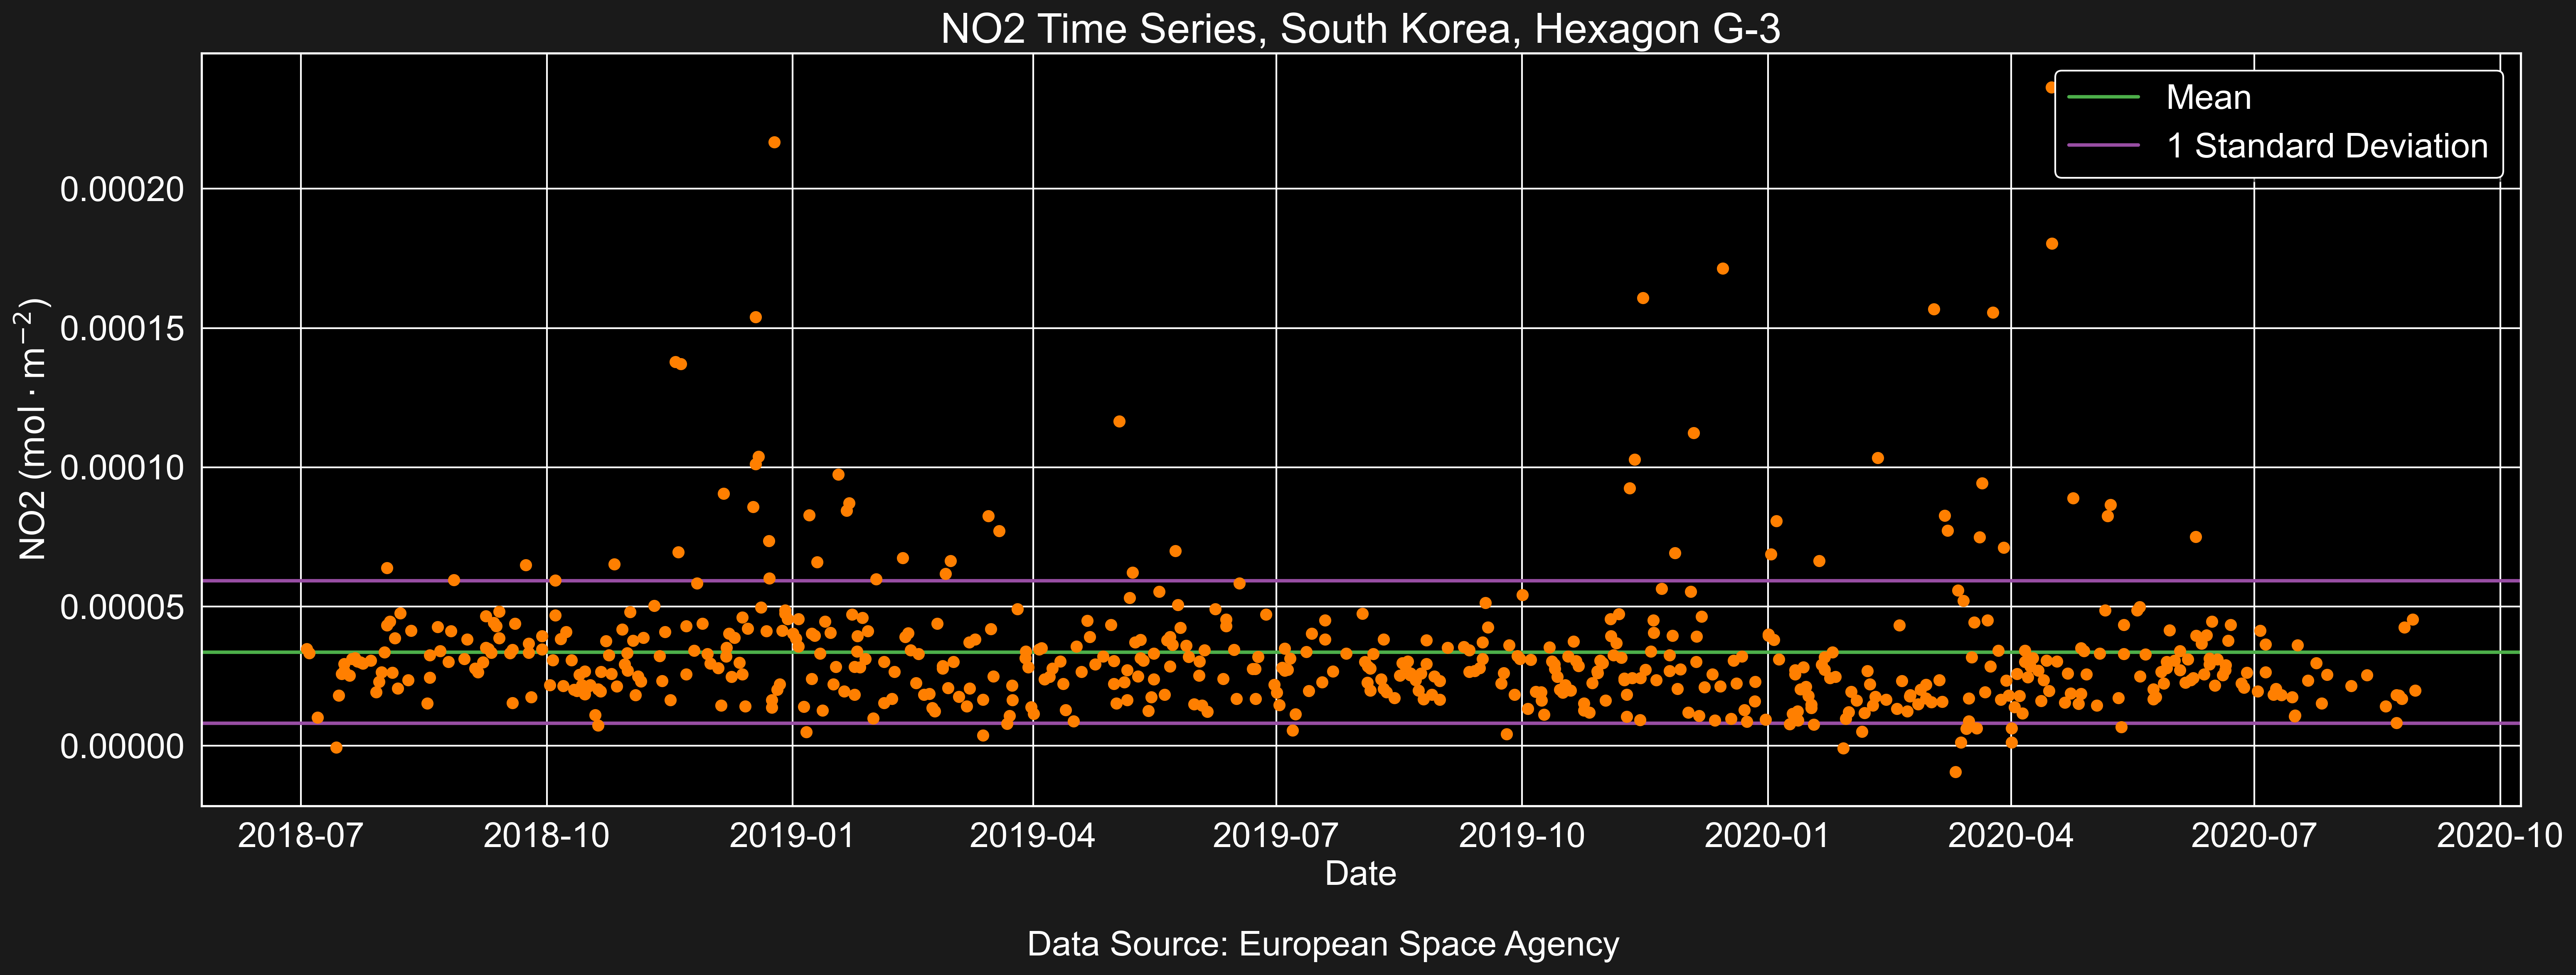 NO2 Time Series, South Korea, Hexagon G-3
Mean
1 Standard Deviation
NO2 (mol · m⁻²)
0.00020
0.00015
0.00010
0.00005
0.00000
2018-07 2018-10 2019-01 2019-04 2019-07 2019-10 2020-01 2020-04 2020-07 2020-10
Date
Data Source: European Space Agency